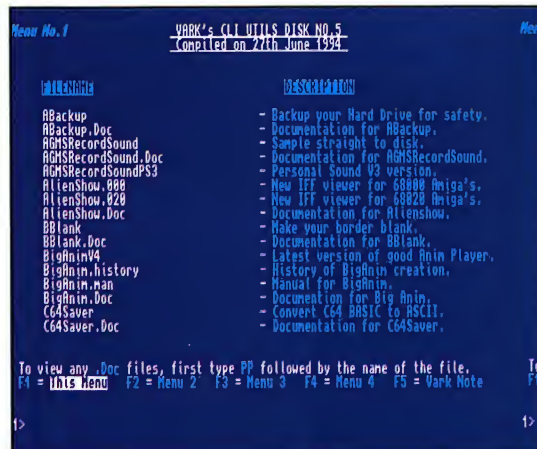 Menu No.1
VARK's CLI UTILS DISK NO.5
Compiled on 27th June 1994
FILENAME DESCRIPTION
ABackup - Backup your Hard Drive for safety.
ABackup.Doc - Documentation for ABackup.
AGMSRecordSound - Sample straight to disk.
AGMSRecordSound.Doc - Documentation for AGMSRecordSound.
AGMSRecordSoundPS3 - Personal Sound V3 version.
AlienShow.000 - New IFF viewer for 68000 Amiga's.
AlienShow.020 - New IFF viewer for 68020 Amiga's.
AlienShow.Doc - Documentation for Alienshow.
BBlank - Make your border blank.
BBlank.Doc - Documentation for BBlank.
BigAnimV4 - Latest version of good Anim Player.
BigAnim.history - History of BigAnim creation.
BigAnim.man - Manual for BigAnim.
BigAnim.Doc - Documention for Big Anim.
C64Saver - Convert C64 BASIC to ASCII.
C64Saver.Doc - Documentation for C64Saver.
To view any .Doc files, first type PP followed by the name of the file.
F1 = This Menu F2 = Menu 2 F3 = Menu 3 F4 = Menu 4 F5 = Vark Note
1>
1>